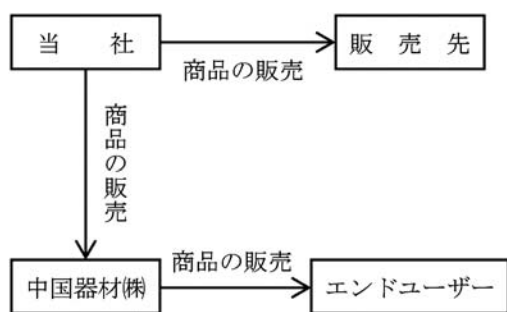 当　　社
販　売　先
商品の販売
商品の販売
中国器材㈱
商品の販売
エンドユーザー